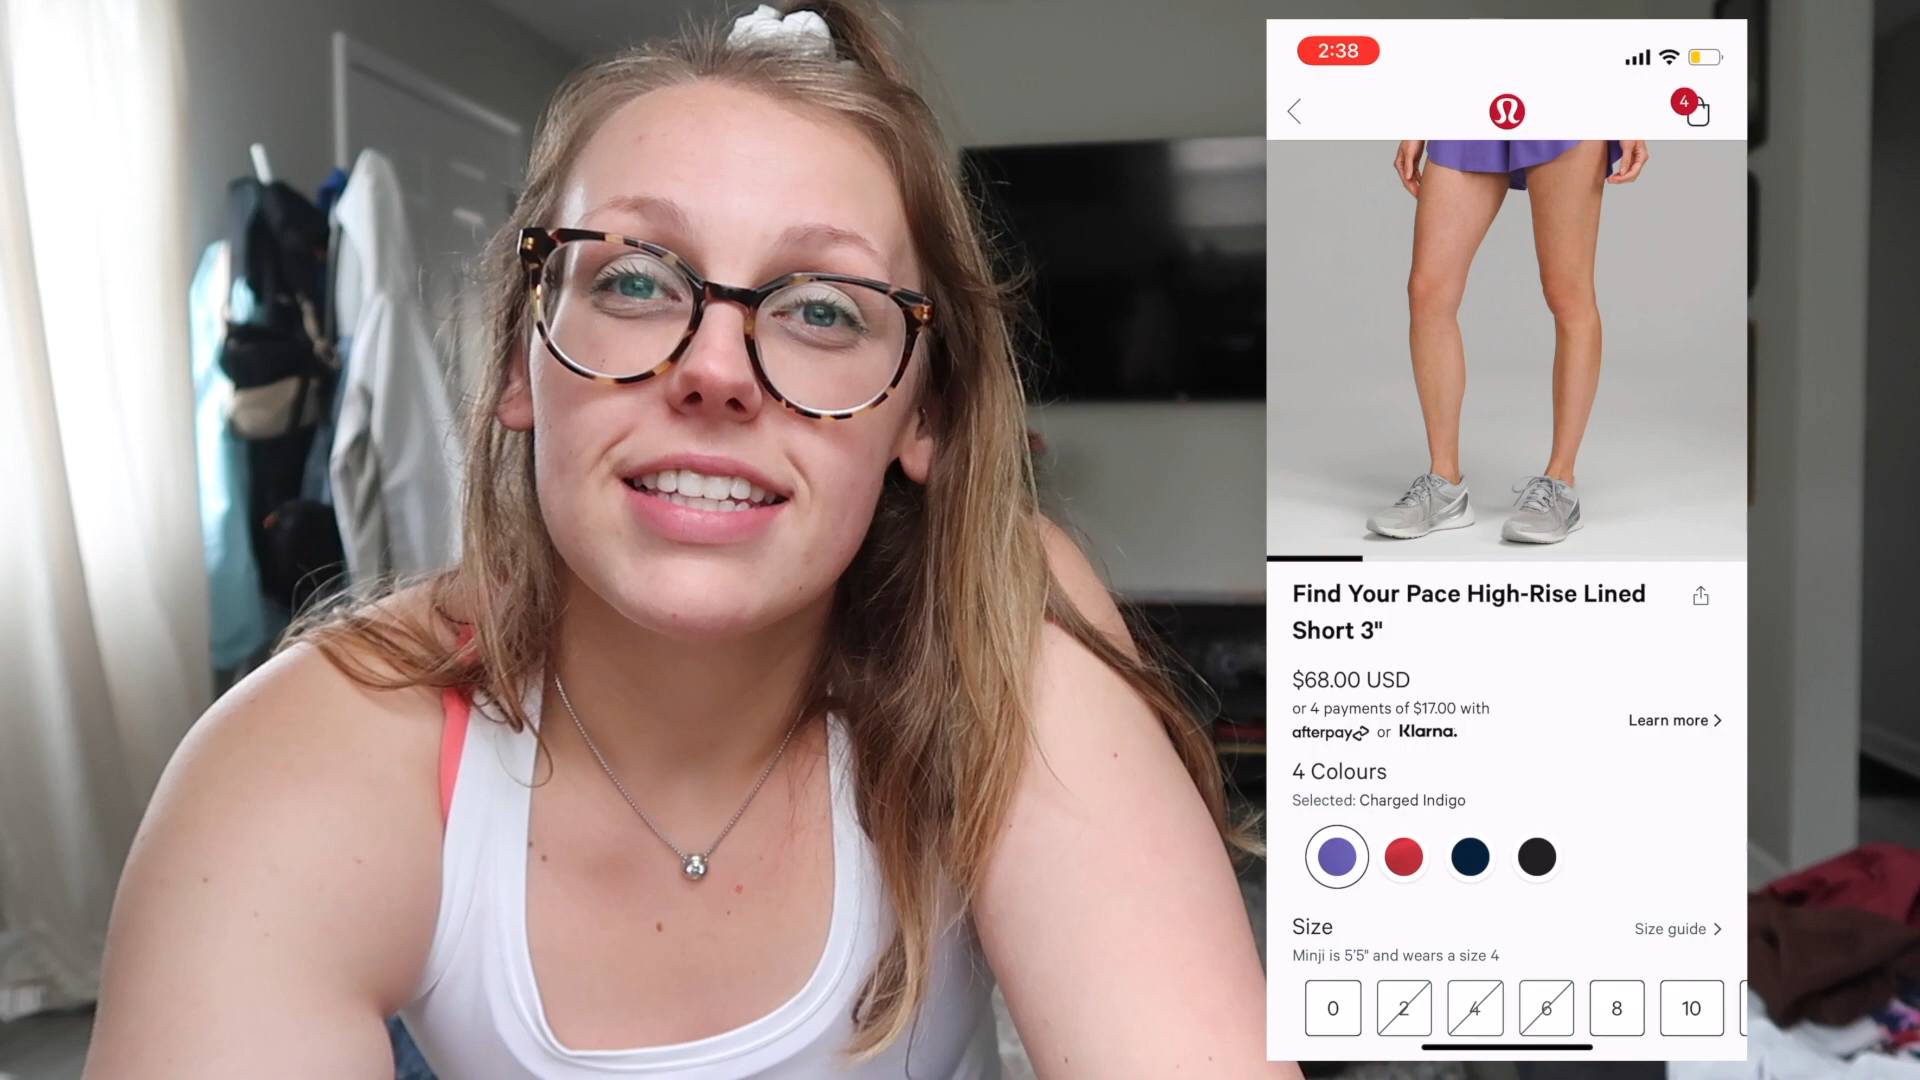 2:38
4
Find Your Pace High-Rise Lined
Short 3"
$68.00 USD
or 4 payments of $17.00 with
afterpay or Klarna.
Learn more
4 Colours
Selected: Charged Indigo
Size
Size guide
Minji is 5'5" and wears a size 4
0 2 4 6 8 10